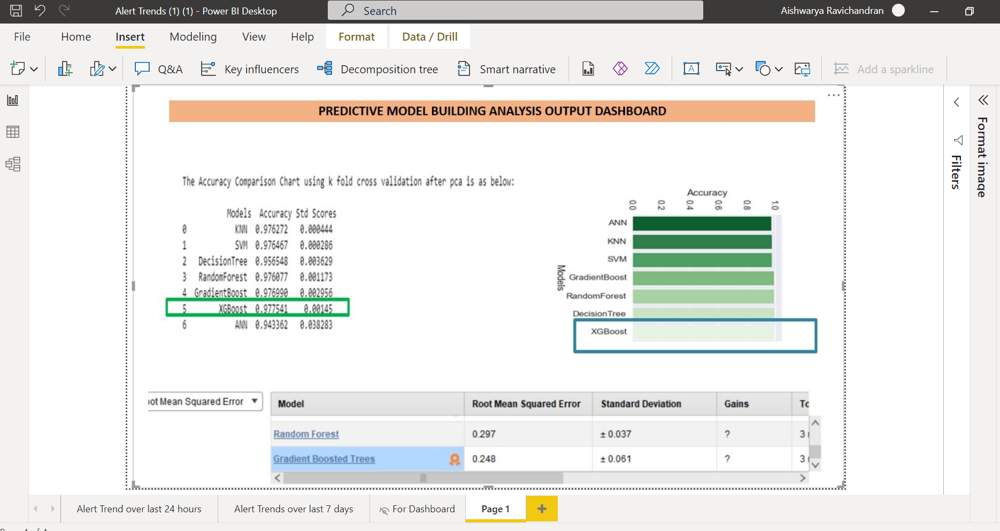 Alert Trends (1) (1) - Power BI Desktop
Search
Aishwarya Ravichandran
File Home Insert Modeling View Help Format Data / Drill
Q&A Key influencers Decomposition tree Smart narrative A Add a sparkline
PREDICTIVE MODEL BUILDING ANALYSIS OUTPUT DASHBOARD
Format image
Filters
The Accuracy Comparison Chart using k fold cross validation after pca is as below:
Models Accuracy Std Scores
0 KNN 0.976272 0.000444
1 SVM 0.976467 0.000286
2 DecisionTree 0.956548 0.003629
3 RandomForest 0.976077 0.001173
4 GradientBoost 0.976990 0.002956
5 XGBoost 0.977541 0.00145
6 ANN 0.943362 0.038283
Accuracy
0.0 0.2 0.4 0.6 0.8 1.0
Models
ANN
KNN
SVM
GradientBoost
RandomForest
DecisionTree
XGBoost
oot Mean Squared Error
Model Root Mean Squared Error Standard Deviation Gains To
Random Forest 0.297 ± 0.037 ? 3
Gradient Boosted Trees 0.248 ± 0.061 ? 3
Alert Trend over last 24 hours Alert Trends over last 7 days For Dashboard Page 1 +